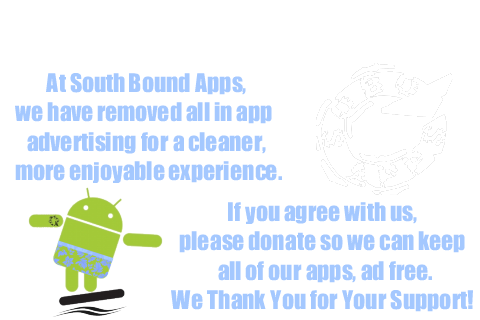 At South Bound Apps,
we have removed all in app
advertising for a cleaner,
more enjoyable experience.
If you agree with us,
please donate so we can keep
all of our apps, ad free.
We Thank You for Your Support!